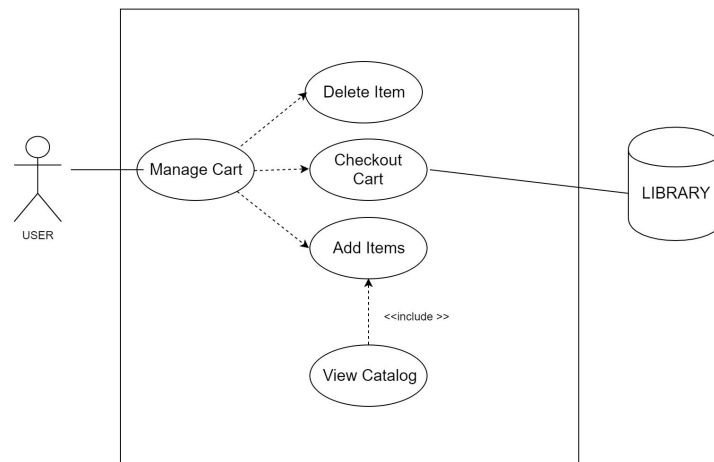 Delete Item
Manage Cart
Checkout
Cart
LIBRARY
USER
Add Items
<<include >>
View Catalog